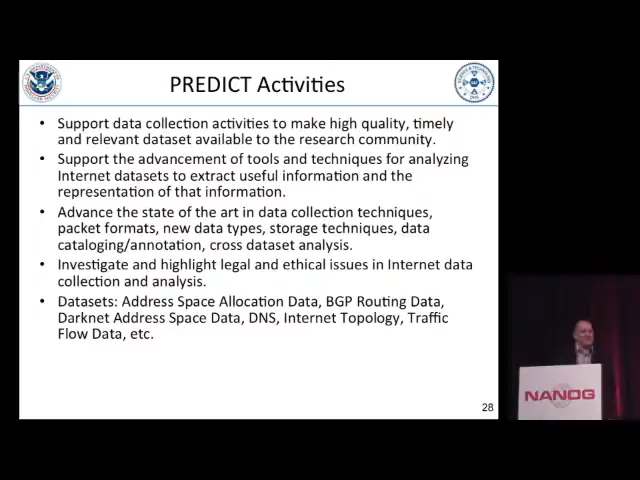 PREDICT Activities
• Support data collection activities to make high quality, timely
and relevant dataset available to the research community.
• Support the advancement of tools and techniques for analyzing
Internet datasets to extract useful information and the
representation of that information.
• Advance the state of the art in data collection techniques,
packet formats, new data types, storage techniques, data
cataloging/annotation, cross dataset analysis.
• Investigate and highlight legal and ethical issues in Internet data
collection and analysis.
• Datasets: Address Space Allocation Data, BGP Routing Data,
Darknet Address Space Data, DNS, Internet Topology, Traffic
Flow Data, etc.
28
NANOG